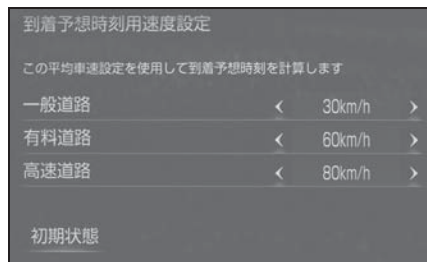 到着予想時刻用速度設定
この平均車速設定を使用して到着予想時刻を計算します
一般道路 < 30km/h >
有料道路 < 60km/h >
高速道路 < 80km/h >
初期状態